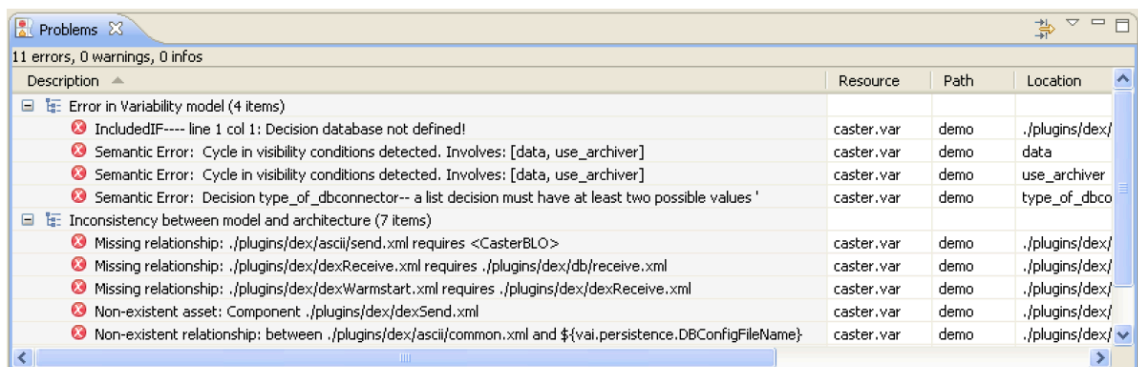 Problems
11 errors, 0 warnings, 0 infos
Description Resource Path Location
Error in Variability model (4 items)
IncludedIF---- line 1 col 1: Decision database not defined! caster.var demo ./plugins/dex/
Semantic Error: Cycle in visibility conditions detected. Involves: [data, use_archiver] caster.var demo data
Semantic Error: Cycle in visibility conditions detected. Involves: [data, use_archiver] caster.var demo use_archiver
Semantic Error: Decision type_of_dbconnector-- a list decision must have at least two possible values ' caster.var demo type_of_dbco
Inconsistency between model and architecture (7 items)
Missing relationship: ./plugins/dex/ascii/send.xml requires <CasterBLO> caster.var demo ./plugins/dex/
Missing relationship: ./plugins/dex/dexReceive.xml requires ./plugins/dex/db/receive.xml caster.var demo ./plugins/dex/
Missing relationship: ./plugins/dex/dexWarmstart.xml requires ./plugins/dex/dexReceive.xml caster.var demo ./plugins/dex/
Non-existent asset: Component ./plugins/dex/dexSend.xml caster.var demo ./plugins/dex/
Non-existent relationship: between ./plugins/dex/ascii/common.xml and ${vai.persistence.DBConfigFileName} caster.var demo ./plugins/dex/